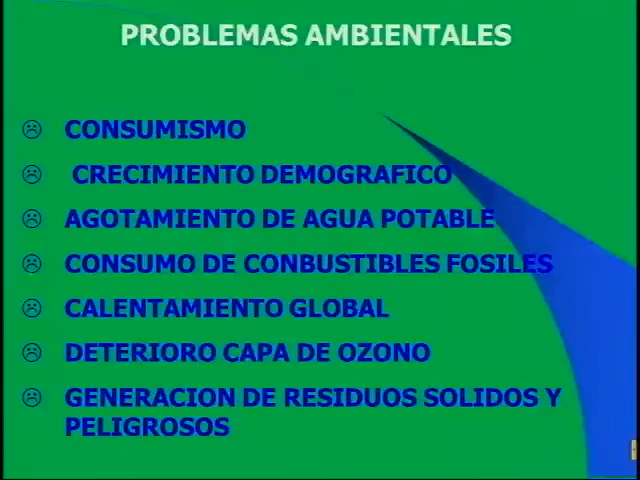 PROBLEMAS AMBIENTALES
CONSUMISMO
CRECIMIENTO DEMOGRAFICO
AGOTAMIENTO DE AGUA POTABLE
CONSUMO DE CONBUSTIBLES FOSILES
CALENTAMIENTO GLOBAL
DETERIORO CAPA DE OZONO
GENERACION DE RESIDUOS SOLIDOS Y
PELIGROSOS